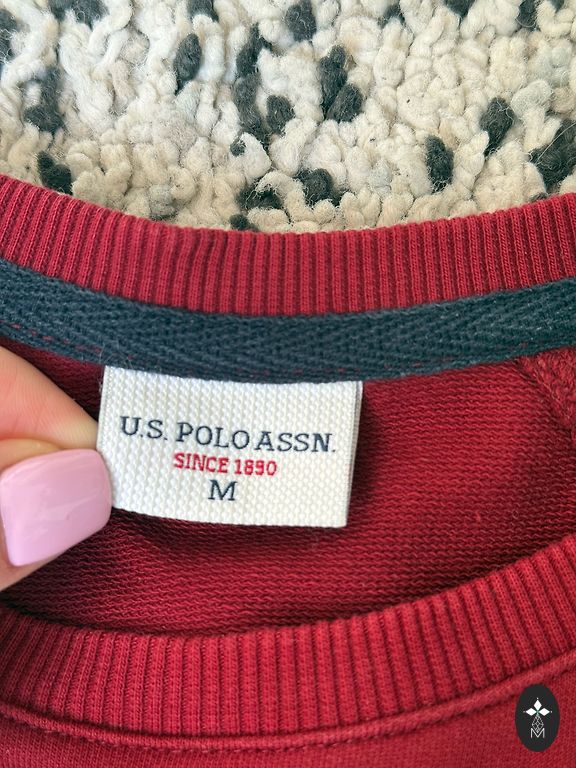 U.S. POLO ASSN.
SINCE 1890
M